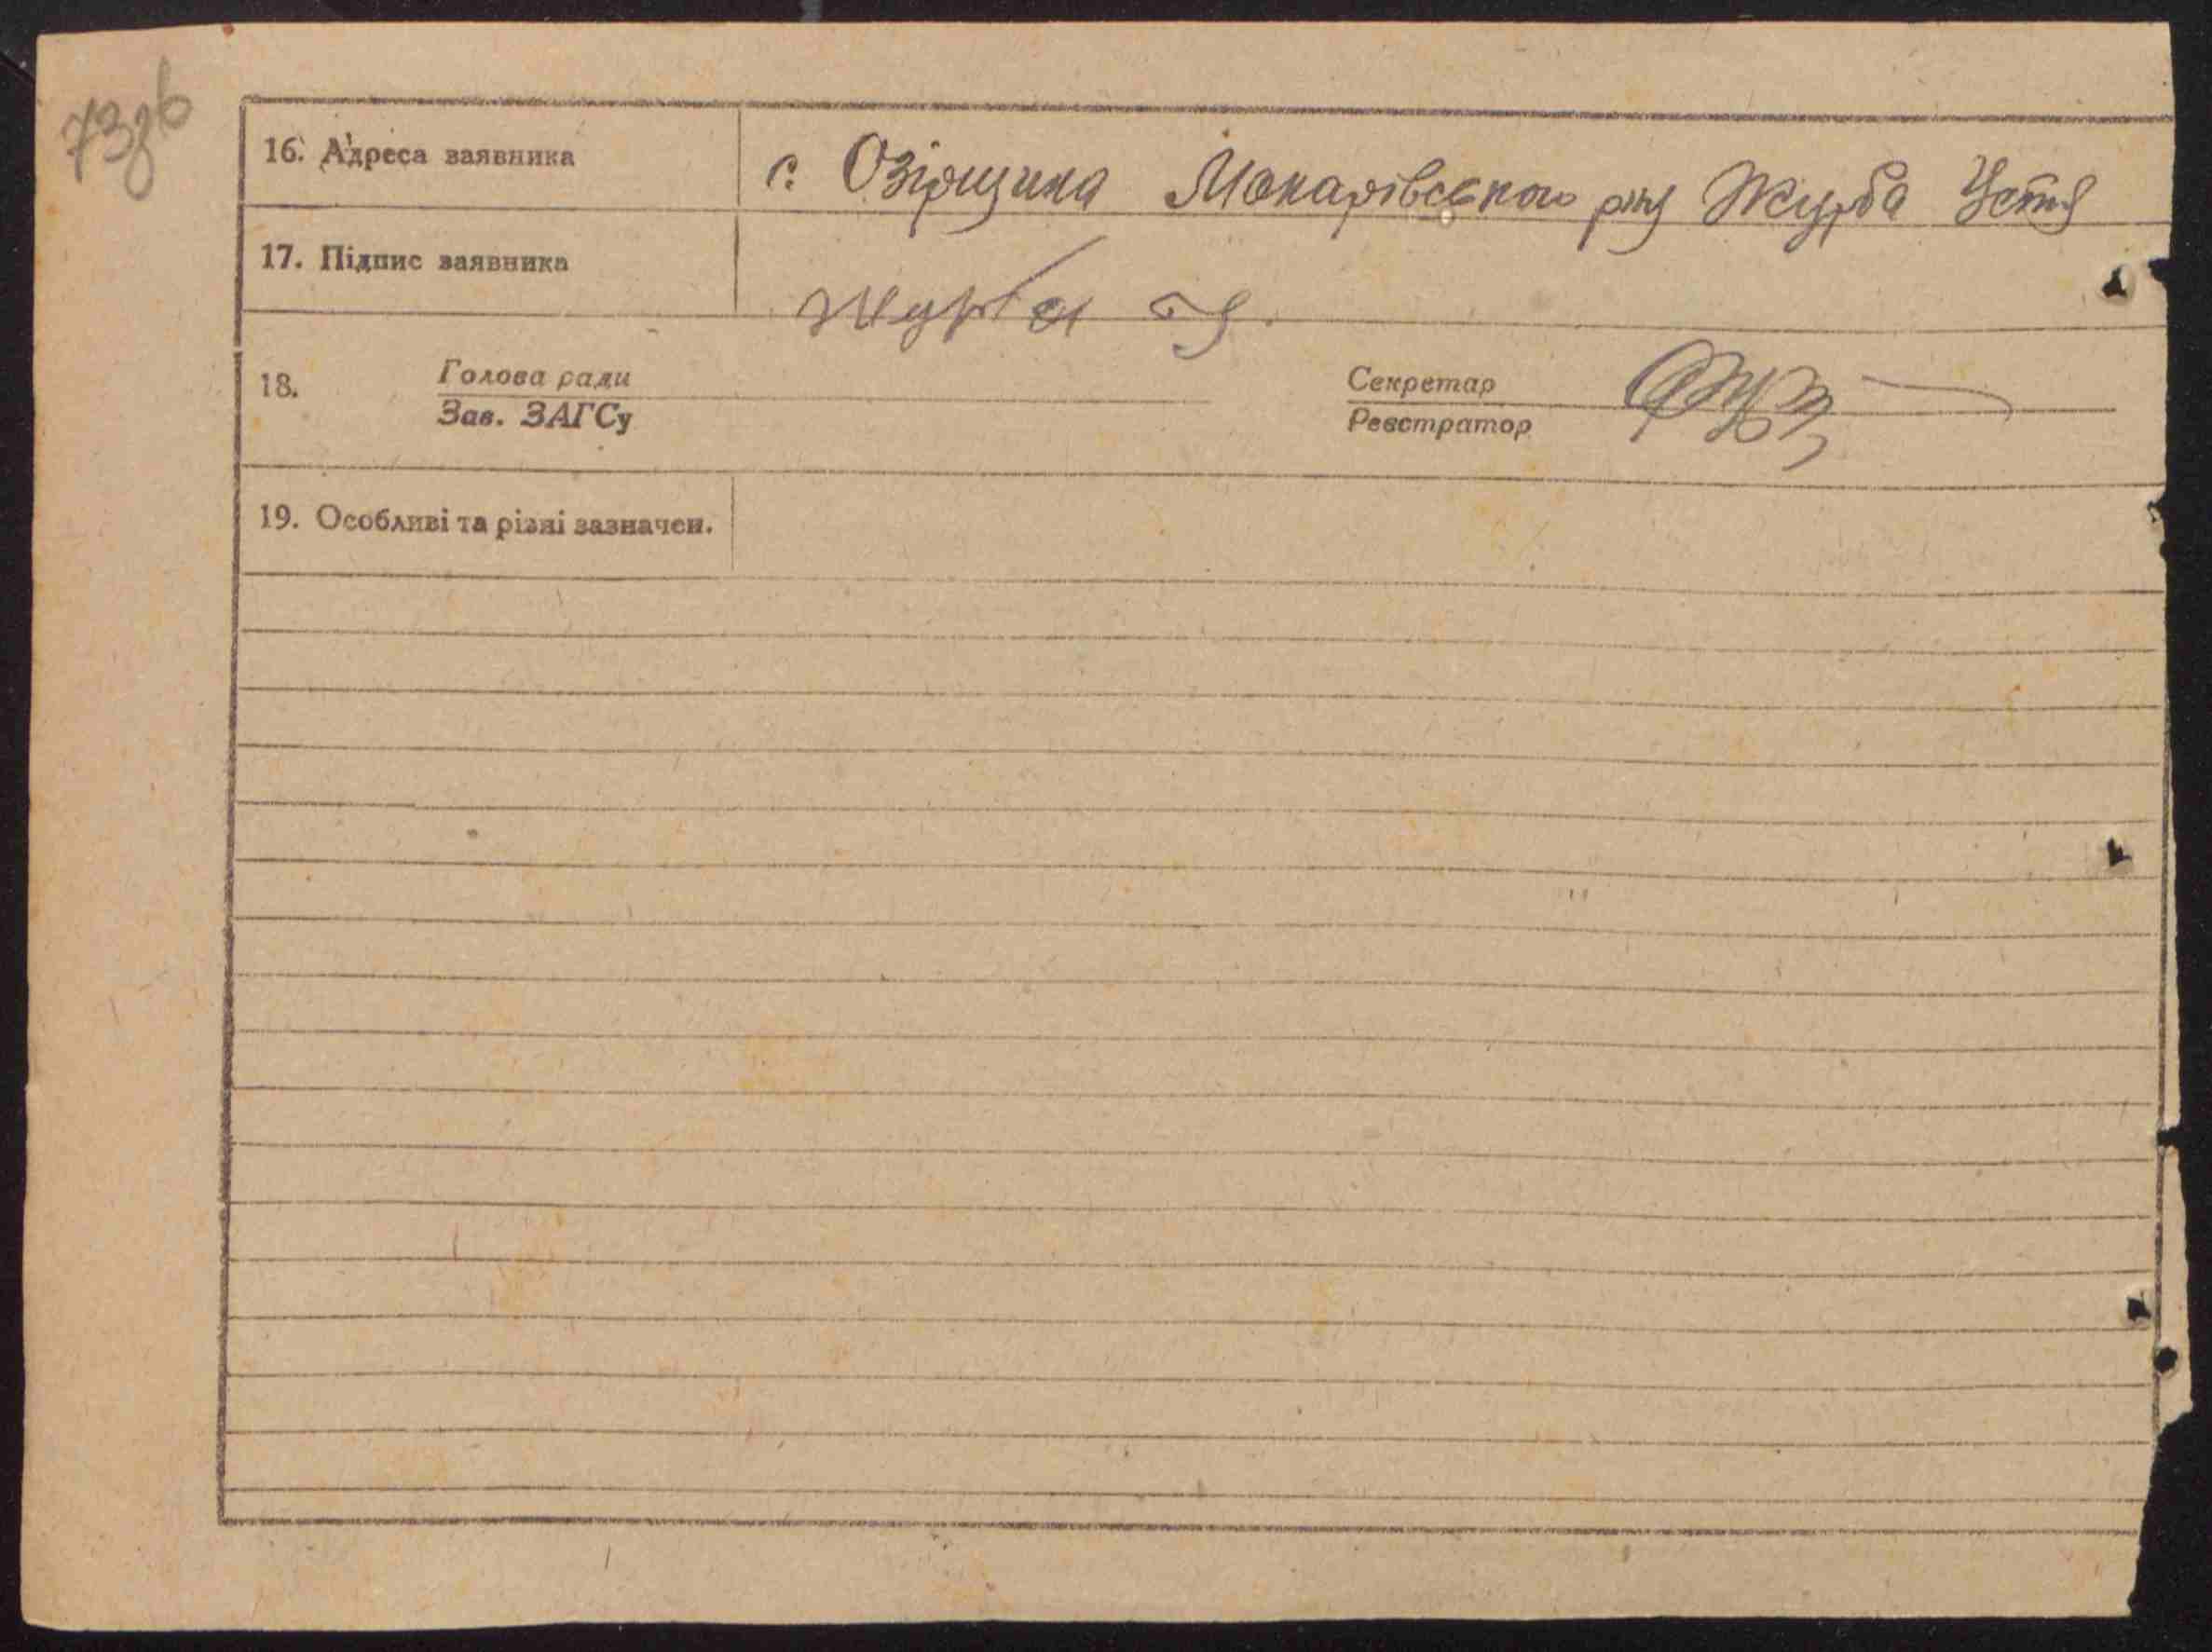 73зв
16. Адреса заявника с. Озірщина Макарівського р-ну Журба Устя
17. Підпис заявника Журба
18. Голова ради Секретар
Зав. ЗАГСу Реєстратор
19. Особливі та різні зазначен.